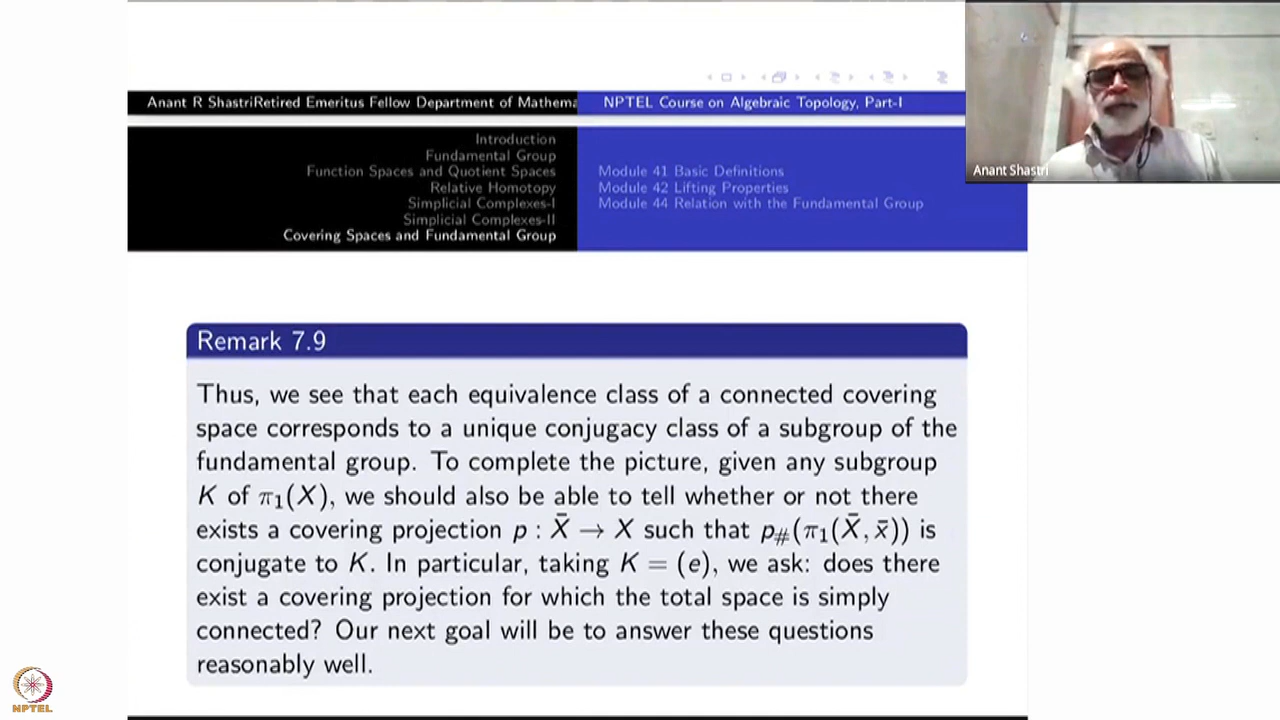 Anant R ShastriRetired Emeritus Fellow Department of Mathema
NPTEL Course on Algebraic Topology, Part-I
Introduction
Fundamental Group
Function Spaces and Quotient Spaces
Relative Homotopy
Simplicial Complexes-I
Simplicial Complexes-II
Covering Spaces and Fundamental Group
Module 41 Basic Definitions
Module 42 Lifting Properties
Module 44 Relation with the Fundamental Group
Anant Shastri
Remark 7.9
Thus, we see that each equivalence class of a connected covering
space corresponds to a unique conjugacy class of a subgroup of the
fundamental group. To complete the picture, given any subgroup
K of π₁(X), we should also be able to tell whether or not there
exists a covering projection p : X̄ → X such that p#(π₁(X̄, x̄)) is
conjugate to K. In particular, taking K = (e), we ask: does there
exist a covering projection for which the total space is simply
connected? Our next goal will be to answer these questions
reasonably well.
NPTEL